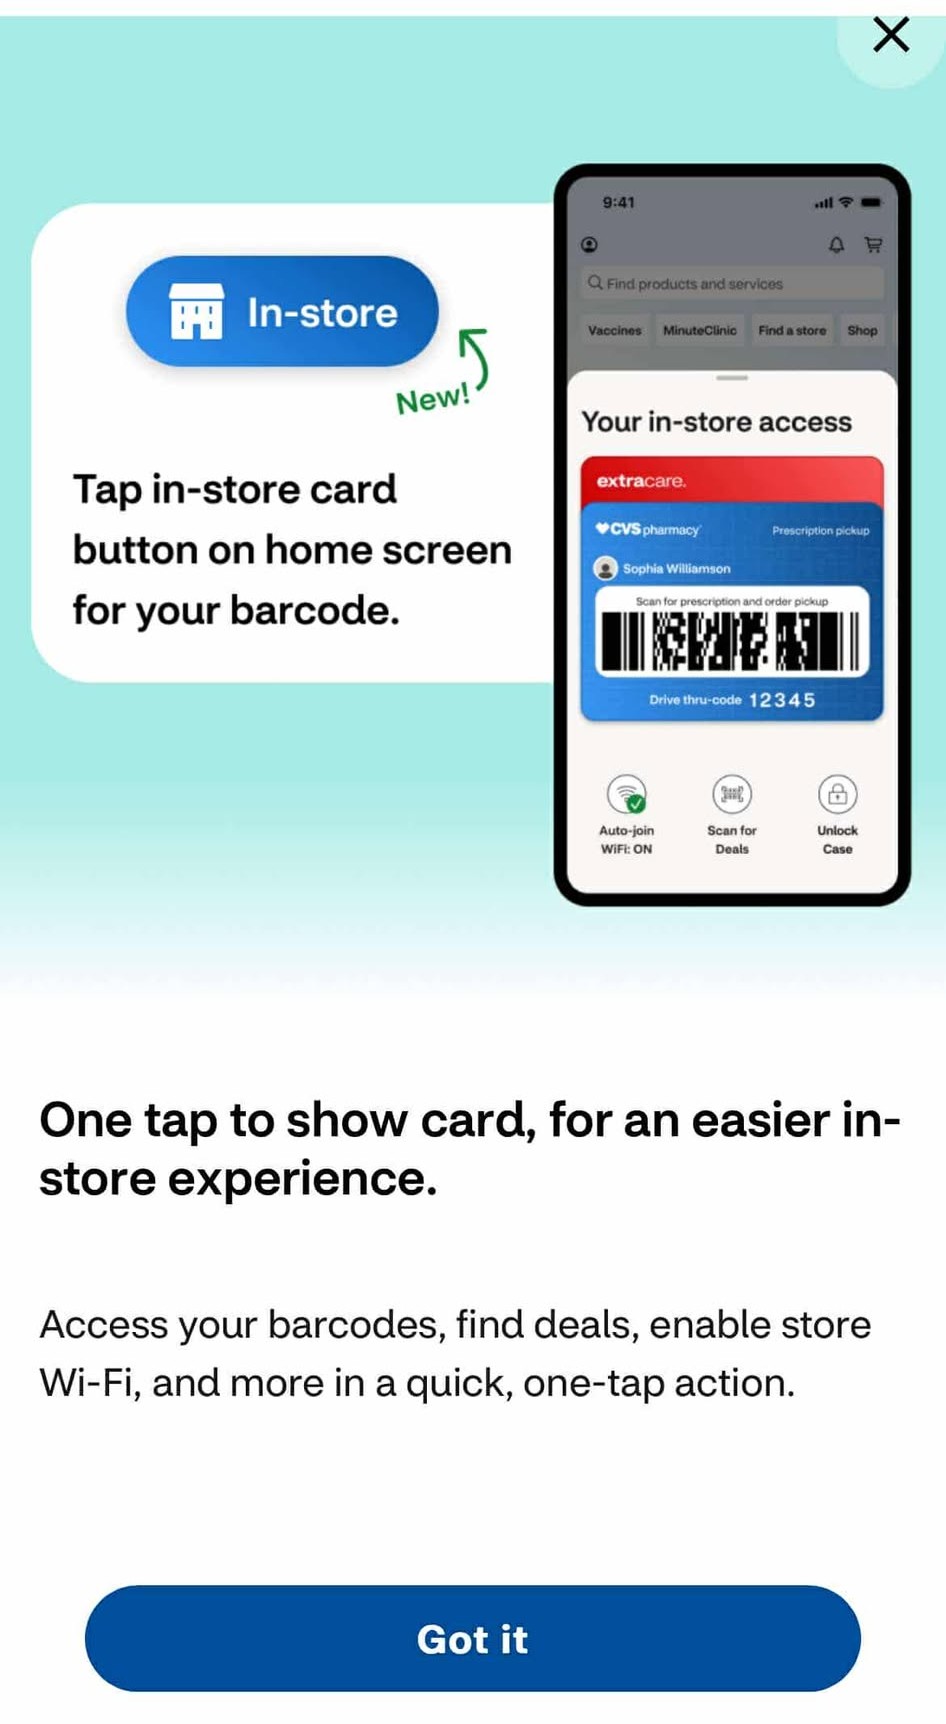 In-store
New!
Tap in-store card
button on home screen
for your barcode.
9:41
Find products and services
Vaccines MinuteClinic Find a store Shop
Your in-store access
extracare.
CVS pharmacy Prescription pickup
Sophia Williamson
Scan for prescription and order pickup
Drive thru-code 12345
Auto-join Scan for Unlock
WiFi: ON Deals Case
One tap to show card, for an easier in-
store experience.
Access your barcodes, find deals, enable store
Wi-Fi, and more in a quick, one-tap action.
Got it